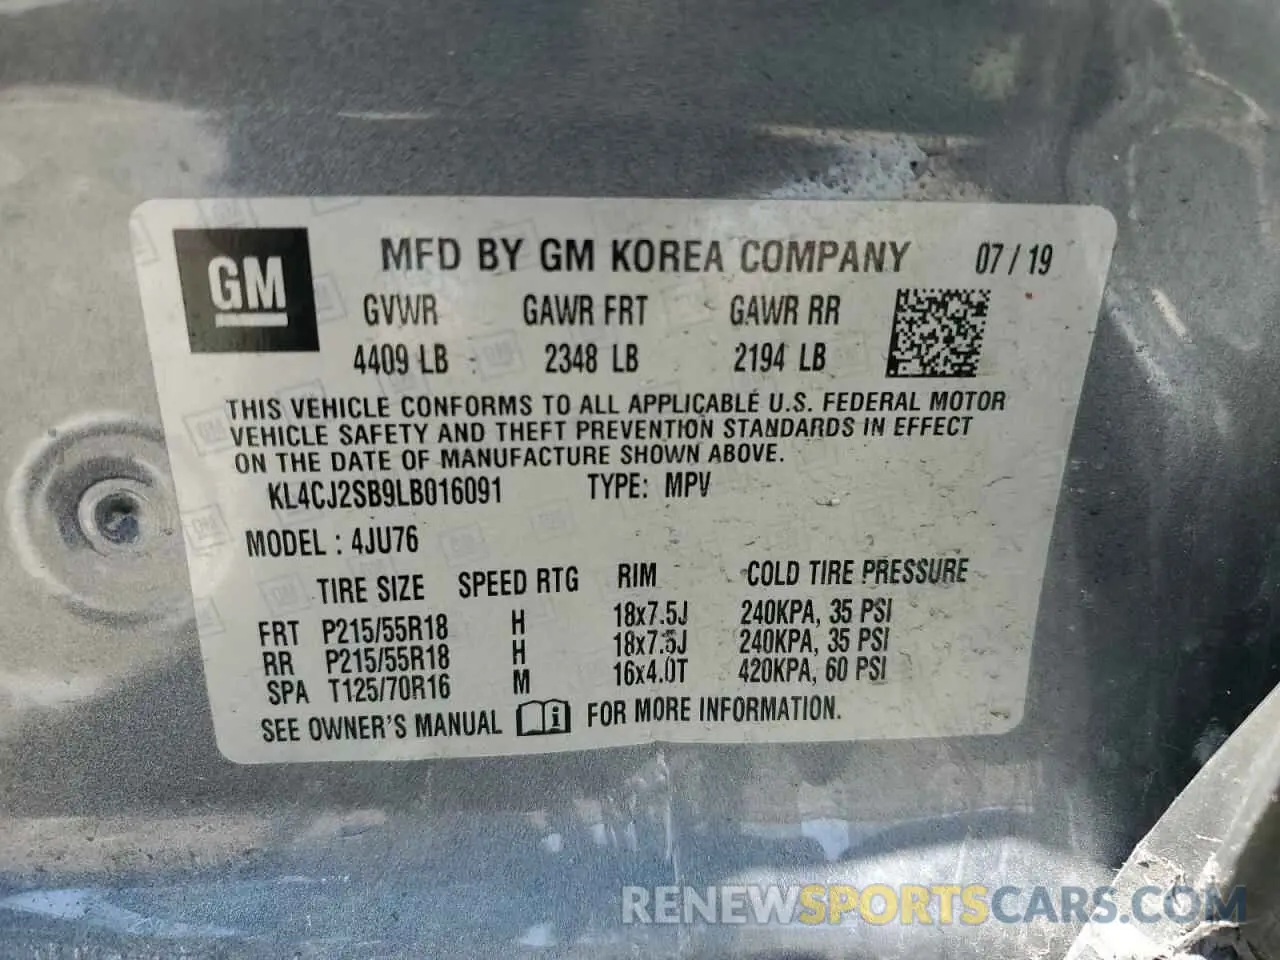 GM
MFD BY GM KOREA COMPANY 07/19
GVWR GAWR FRT GAWR RR
4409 LB 2348 LB 2194 LB
THIS VEHICLE CONFORMS TO ALL APPLICABLE U.S. FEDERAL MOTOR
VEHICLE SAFETY AND THEFT PREVENTION STANDARDS IN EFFECT
ON THE DATE OF MANUFACTURE SHOWN ABOVE.
KL4CJ2SB9LB016091 TYPE: MPV
MODEL : 4JU76
TIRE SIZE SPEED RTG RIM COLD TIRE PRESSURE
FRT P215/55R18 H 18x7.5J 240KPA, 35 PSI
RR P215/55R18 H 18x7.5J 240KPA, 35 PSI
SPA T125/70R16 M 16x4.0T 420KPA, 60 PSI
SEE OWNER'S MANUAL FOR MORE INFORMATION.
RENEWSPORTSCARS.COM